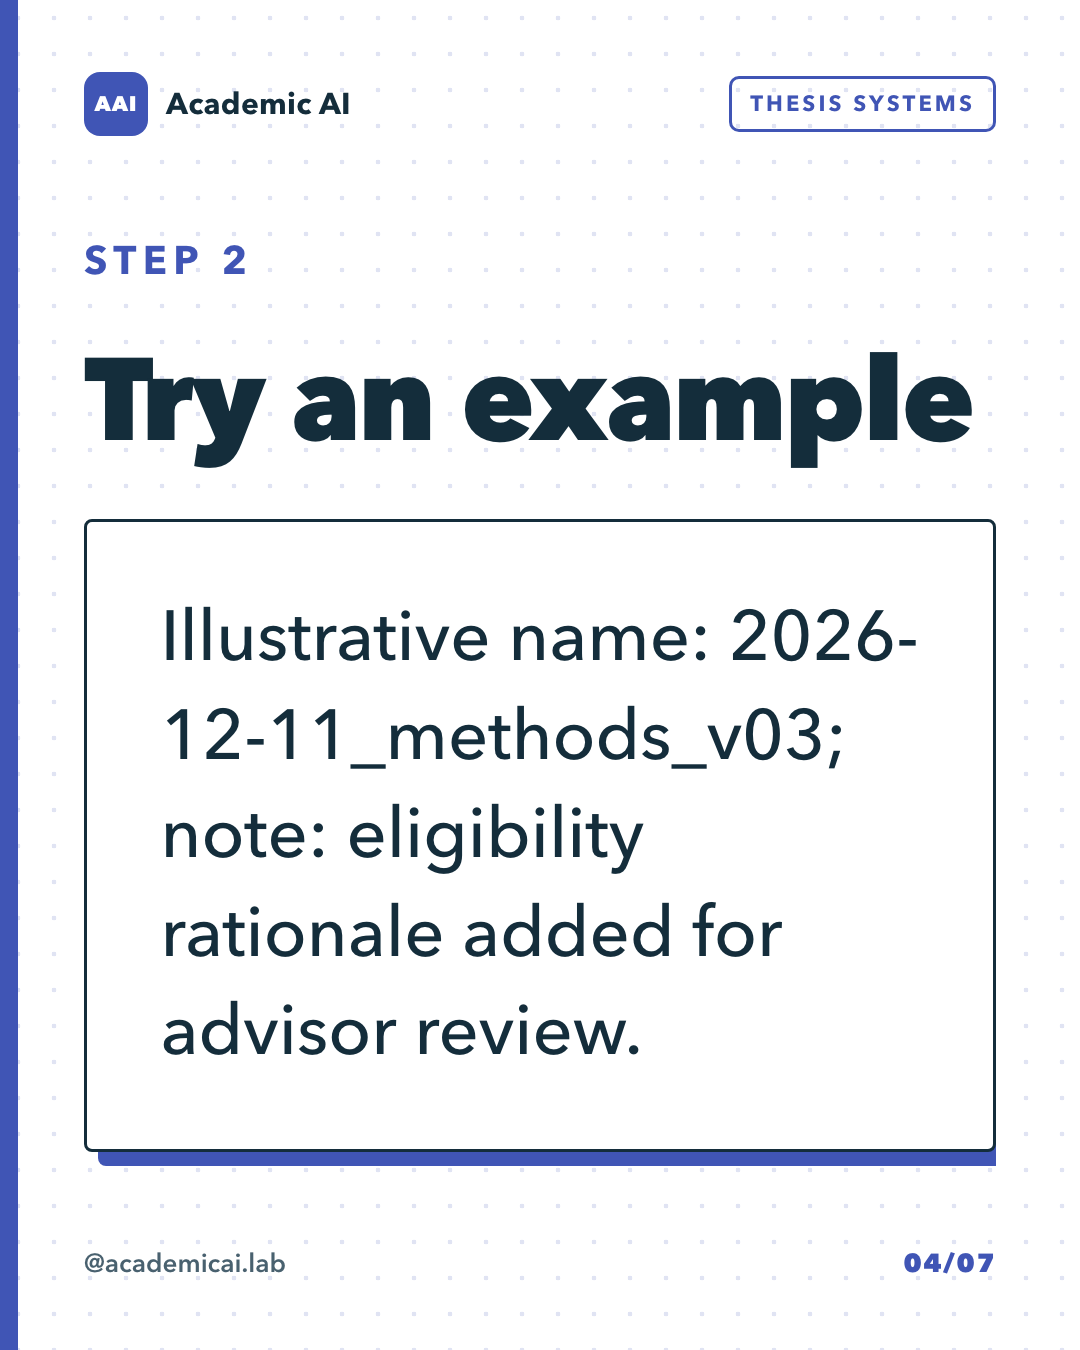 AAI
Academic AI
THESIS SYSTEMS
STEP 2
Try an example
Illustrative name: 2026-
12-11_methods_v03;
note: eligibility
rationale added for
advisor review.
@academicai.lab
04/07